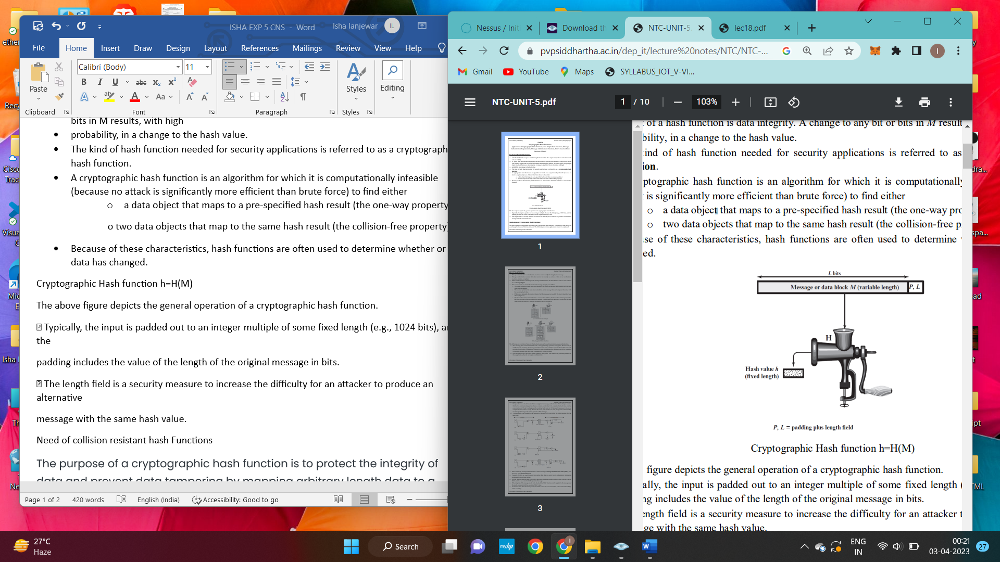 ISHA EXP 5 CNS - Word
Isha lanjewar
IL
File
Home
Insert
Draw
Design
Layout
References
Mailings
Review
View
Help
Paste
Calibri (Body)
11
Styles
Editing
Clipboard
Font
Paragraph
Styles
bits in M results, with high
• probability, in a change to the hash value.
• The kind of hash function needed for security applications is referred to as a cryptograph
hash function.
• A cryptographic hash function is an algorithm for which it is computationally infeasible
(because no attack is significantly more efficient than brute force) to find either
o a data object that maps to a pre-specified hash result (the one-way property
o two data objects that map to the same hash result (the collision-free property)
• Because of these characteristics, hash functions are often used to determine whether or
data has changed.
Cryptographic Hash function h=H(M)
The above figure depicts the general operation of a cryptographic hash function.
Typically, the input is padded out to an integer multiple of some fixed length (e.g., 1024 bits), a
the
padding includes the value of the length of the original message in bits.
The length field is a security measure to increase the difficulty for an attacker to produce an
alternative
message with the same hash value.
Need of collision resistant hash Functions
The purpose of a cryptographic hash function is to protect the integrity of
data and prevent data tampering by mapping arbitrary length data to a
Page 1 of 2
420 words
English (India)
Accessibility: Good to go
Nessus / Init
Download th
NTC-UNIT-5.
lec18.pdf
pvpsiddhartha.ac.in/dep_it/lecture%20notes/NTC/NTC-...
Gmail
YouTube
Maps
SYLLABUS_IOT_V-VI...
NTC-UNIT-5.pdf
1 / 10
103%
1
2
3
of a hash function is data integrity. A change to any bit or bits in M result
bility, in a change to the hash value.
ind of hash function needed for security applications is referred to as
ion.
ptographic hash function is an algorithm for which it is computationally
is significantly more efficient than brute force) to find either
o a data object that maps to a pre-specified hash result (the one-way pro
o two data objects that map to the same hash result (the collision-free p
se of these characteristics, hash functions are often used to determine
ed.
L bits
Message or data block M (variable length) P, L
H
Hash value h
(fixed length)
P, L = padding plus length field
Cryptographic Hash function h=H(M)
figure depicts the general operation of a cryptographic hash function.
ally, the input is padded out to an integer multiple of some fixed length (
ng includes the value of the length of the original message in bits.
ength field is a security measure to increase the difficulty for an attacker t
ge with the same hash value.
27°C
Haze
Search
myhp
ENG
IN
00:21
03-04-2023
27